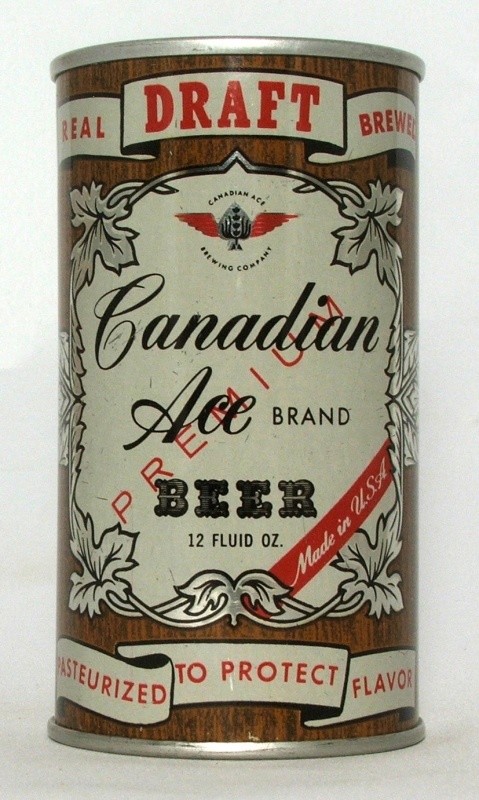 REAL DRAFT BREWED
CANADIAN ACE
BREWING COMPANY
Canadian
Ace BRAND
PREMIUM
BEER
12 FLUID OZ.
Made in U.S.A.
PASTEURIZED TO PROTECT FLAVOR